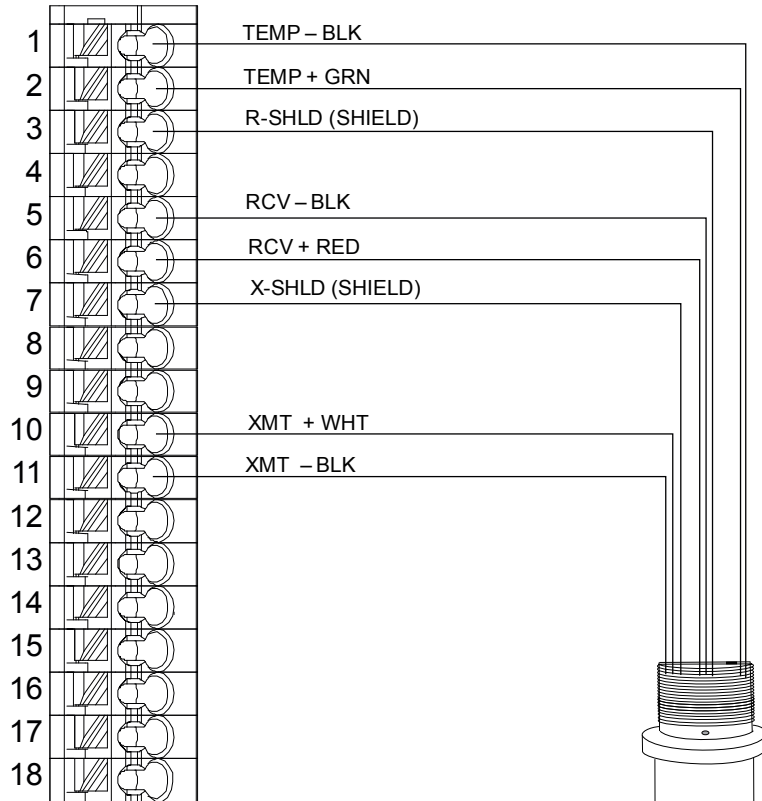 1 TEMP – BLK
2 TEMP + GRN
3 R-SHLD (SHIELD)
4
5 RCV – BLK
6 RCV + RED
7 X-SHLD (SHIELD)
8
9
10 XMT + WHT
11 XMT – BLK
12
13
14
15
16
17
18